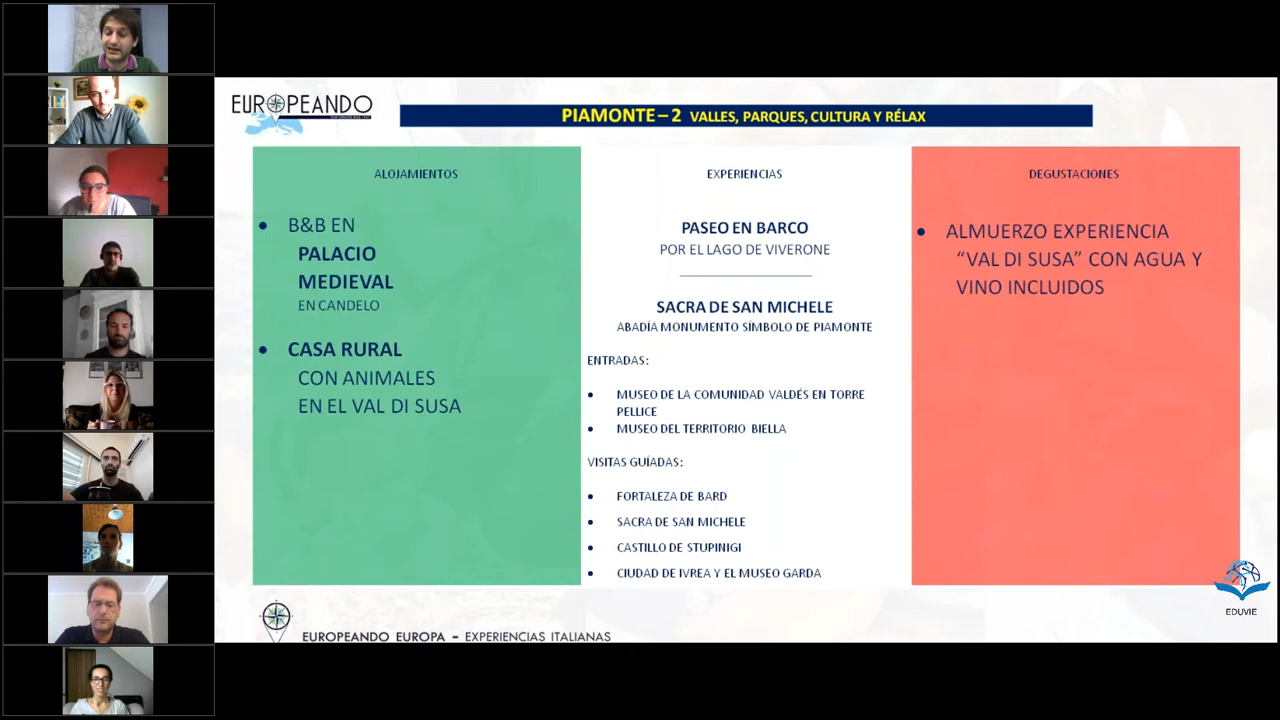 EUROPEANDO
PIAMONTE – 2 VALLES, PARQUES, CULTURA Y RÉLAX
ALOJAMIENTOS
• B&B EN
PALACIO
MEDIEVAL
EN CANDELO
• CASA RURAL
CON ANIMALES
EN EL VAL DI SUSA
EXPERIENCIAS
PASEO EN BARCO
POR EL LAGO DE VIVERONE
SACRA DE SAN MICHELE
ABADÍA MONUMENTO SÍMBOLO DE PIAMONTE
ENTRADAS:
• MUSEO DE LA COMUNIDAD VALDÉS EN TORRE
PELLICE
• MUSEO DEL TERRITORIO BIELLA
VISITAS GUÍADAS:
• FORTALEZA DE BARD
• SACRA DE SAN MICHELE
• CASTILLO DE STUPINIGI
• CIUDAD DE IVREA Y EL MUSEO GARDA
DEGUSTACIONES
• ALMUERZO EXPERIENCIA
“VAL DI SUSA” CON AGUA Y
VINO INCLUIDOS
EDUVIE
EUROPEANDO EUROPA – EXPERIENCIAS ITALIANAS